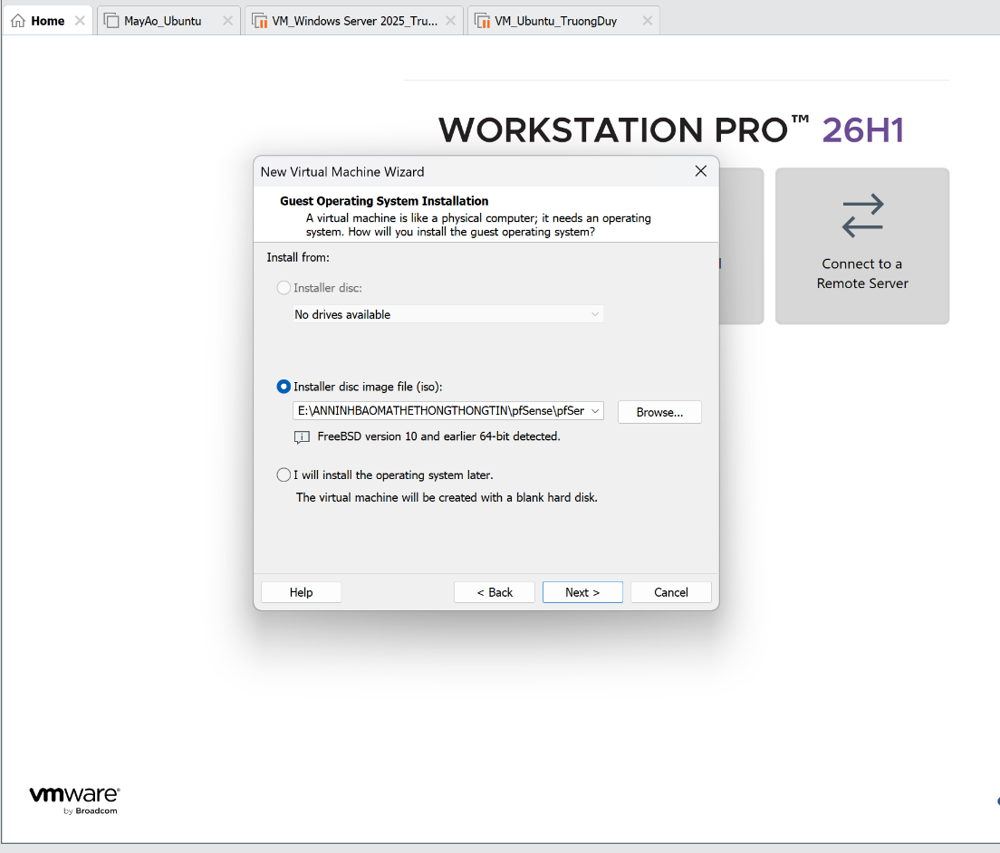 Home
MayAo_Ubuntu
VM_Windows Server 2025_Tru...
VM_Ubuntu_TruongDuy
WORKSTATION PRO™ 26H1
New Virtual Machine Wizard
Guest Operating System Installation
A virtual machine is like a physical computer; it needs an operating
system. How will you install the guest operating system?
Install from:
Installer disc:
No drives available
Installer disc image file (iso):
E:\ANNINHBAOMATHETHONGTHONGTIN\pfSense\pfSer
Browse...
FreeBSD version 10 and earlier 64-bit detected.
I will install the operating system later.
The virtual machine will be created with a blank hard disk.
Help
< Back
Next >
Cancel
Connect to a
Remote Server
vmware®
by Broadcom